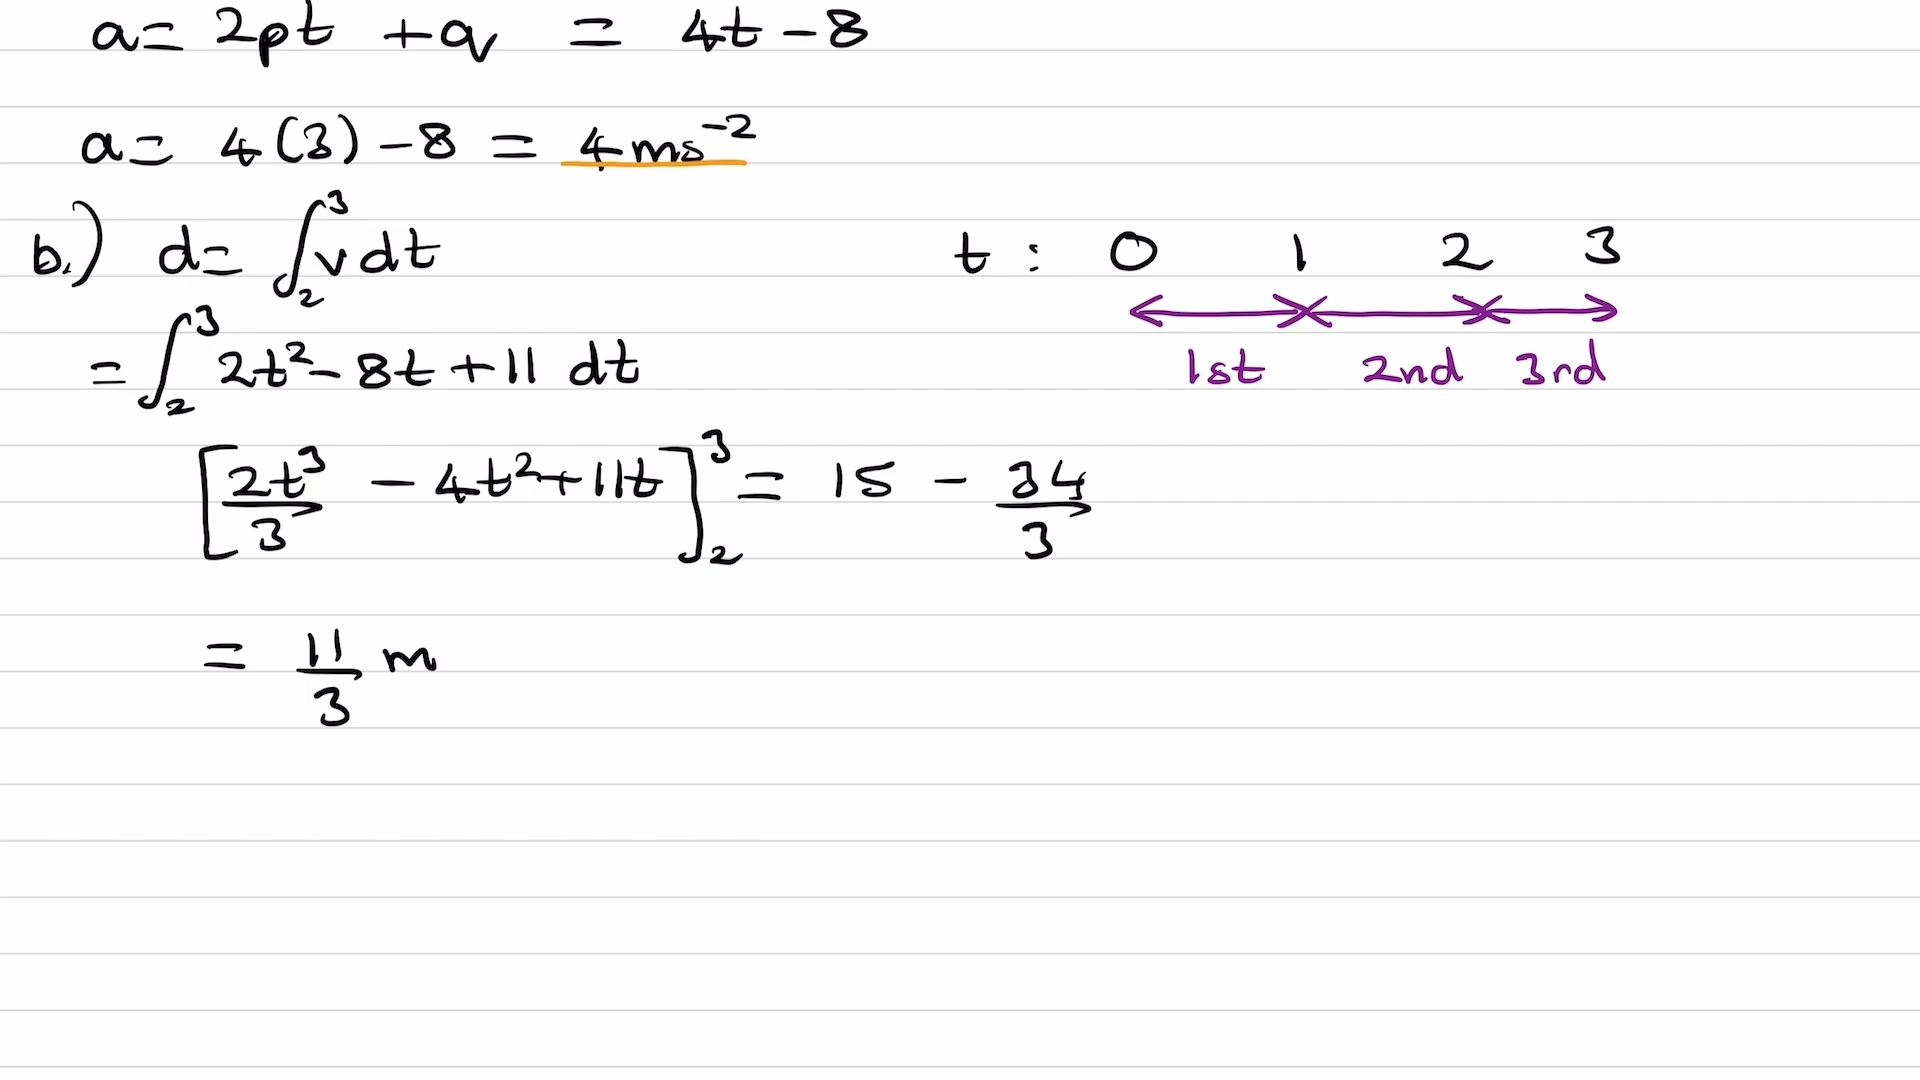 a= 2pt + q = 4t - 8
a= 4(3) - 8 = 4ms⁻²
b.) d= ∫₂³ v dt
t : 0 1 2 3
= ∫₂³ 2t² - 8t + 11 dt
1st 2nd 3rd
[2t³/3 - 4t² + 11t]₂³ = 15 - 34/3
= 11/3 m